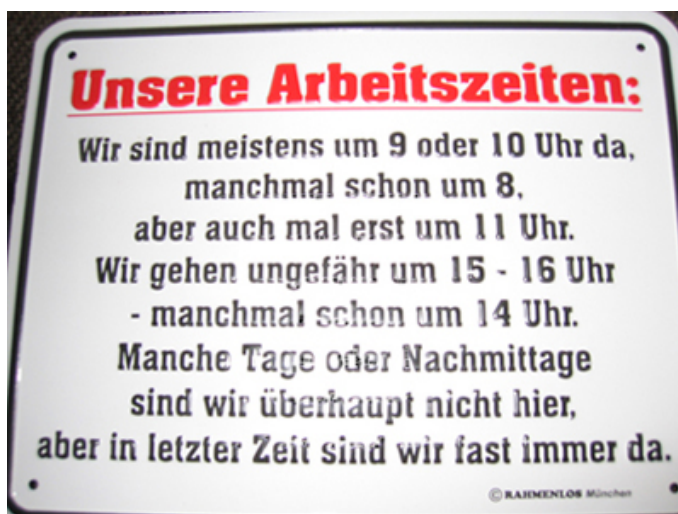 Unsere Arbeitszeiten:
Wir sind meistens um 9 oder 10 Uhr da,
manchmal schon um 8,
aber auch mal erst um 11 Uhr.
Wir gehen ungefähr um 15 - 16 Uhr
- manchmal schon um 14 Uhr.
Manche Tage oder Nachmittage
sind wir überhaupt nicht hier,
aber in letzter Zeit sind wir fast immer da.
© RAHMENLOS München